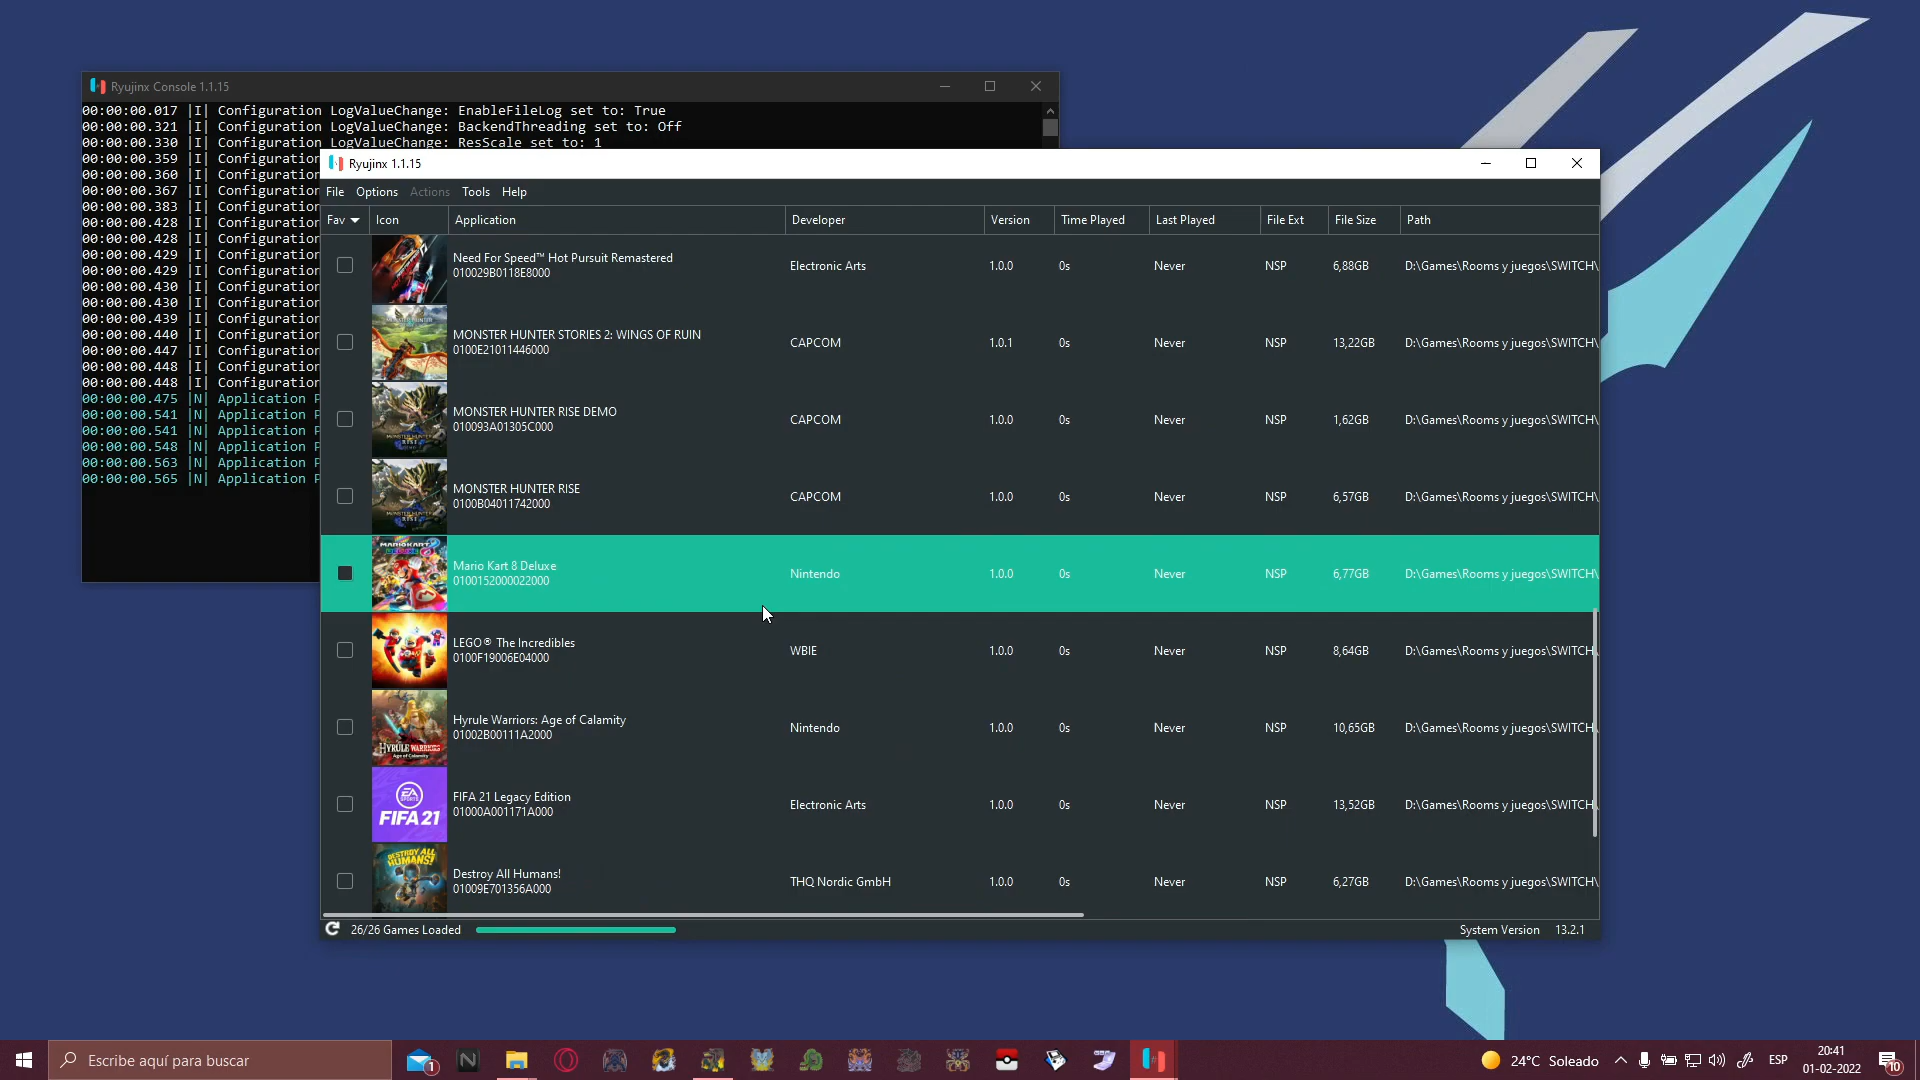 Ryujinx Console 1.1.15
00:00:00.017 |I| Configuration LogValueChange: EnableFileLog set to: True
00:00:00.321 |I| Configuration LogValueChange: BackendThreading set to: Off
00:00:00.330 |I| Configuration LogValueChange: ResScale set to: 1
00:00:00.359 |I| Configuration
00:00:00.360 |I| Configuration
00:00:00.367 |I| Configuration
00:00:00.383 |I| Configuration
00:00:00.428 |I| Configuration
00:00:00.428 |I| Configuration
00:00:00.429 |I| Configuration
00:00:00.429 |I| Configuration
00:00:00.430 |I| Configuration
00:00:00.430 |I| Configuration
00:00:00.439 |I| Configuration
00:00:00.440 |I| Configuration
00:00:00.447 |I| Configuration
00:00:00.448 |I| Configuration
00:00:00.448 |I| Configuration
00:00:00.475 |N| Application P
00:00:00.541 |N| Application P
00:00:00.541 |N| Application P
00:00:00.548 |N| Application P
00:00:00.563 |N| Application P
00:00:00.565 |N| Application P
Ryujinx 1.1.15
File Options Actions Tools Help
Fav Icon Application Developer Version Time Played Last Played File Ext File Size Path
Need For Speed™ Hot Pursuit Remastered
010029B0118E8000
Electronic Arts 1.0.0 0s Never NSP 6,88GB D:\Games\Rooms y juegos\SWITCH\
MONSTER HUNTER STORIES 2: WINGS OF RUIN
0100E21011446000
CAPCOM 1.0.1 0s Never NSP 13,22GB D:\Games\Rooms y juegos\SWITCH\
MONSTER HUNTER RISE DEMO
010093A01305C000
CAPCOM 1.0.0 0s Never NSP 1,62GB D:\Games\Rooms y juegos\SWITCH\
MONSTER HUNTER RISE
0100B04011742000
CAPCOM 1.0.0 0s Never NSP 6,57GB D:\Games\Rooms y juegos\SWITCH\
Mario Kart 8 Deluxe
0100152000022000
Nintendo 1.0.0 0s Never NSP 6,77GB D:\Games\Rooms y juegos\SWITCH\
LEGO® The Incredibles
0100F19006E04000
WBIE 1.0.0 0s Never NSP 8,64GB D:\Games\Rooms y juegos\SWITCH\
Hyrule Warriors: Age of Calamity
01002B00111A2000
Nintendo 1.0.0 0s Never NSP 10,65GB D:\Games\Rooms y juegos\SWITCH\
HYRULE WARRIORS
Age of Calamity
FIFA 21 Legacy Edition
01000A001171A000
Electronic Arts 1.0.0 0s Never NSP 13,52GB D:\Games\Rooms y juegos\SWITCH\
EA
SPORTS
FIFA 21
Destroy All Humans!
01009E701356A000
THQ Nordic GmbH 1.0.0 0s Never NSP 6,27GB D:\Games\Rooms y juegos\SWITCH\
DESTROY ALL
HUMANS!
26/26 Games Loaded
System Version 13.2.1
Escribe aquí para buscar
1
24°C Soleado
ESP
20:41
01-02-2022
10